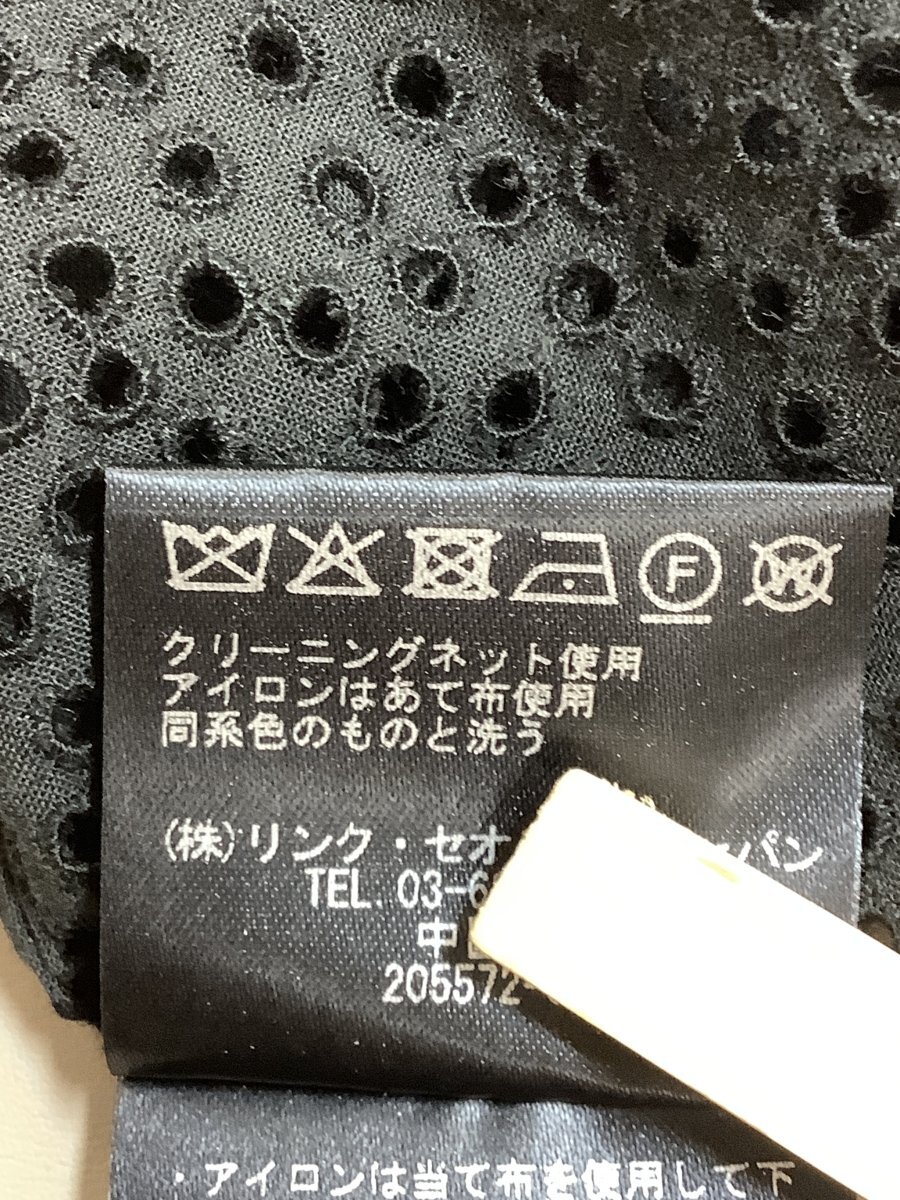 F
W
クリーニングネット使用
アイロンはあて布使用
同系色のものと洗う
(株)リンク・セオ パン
TEL. 03-6
中
205572-
・アイロンは当て布を使用して下